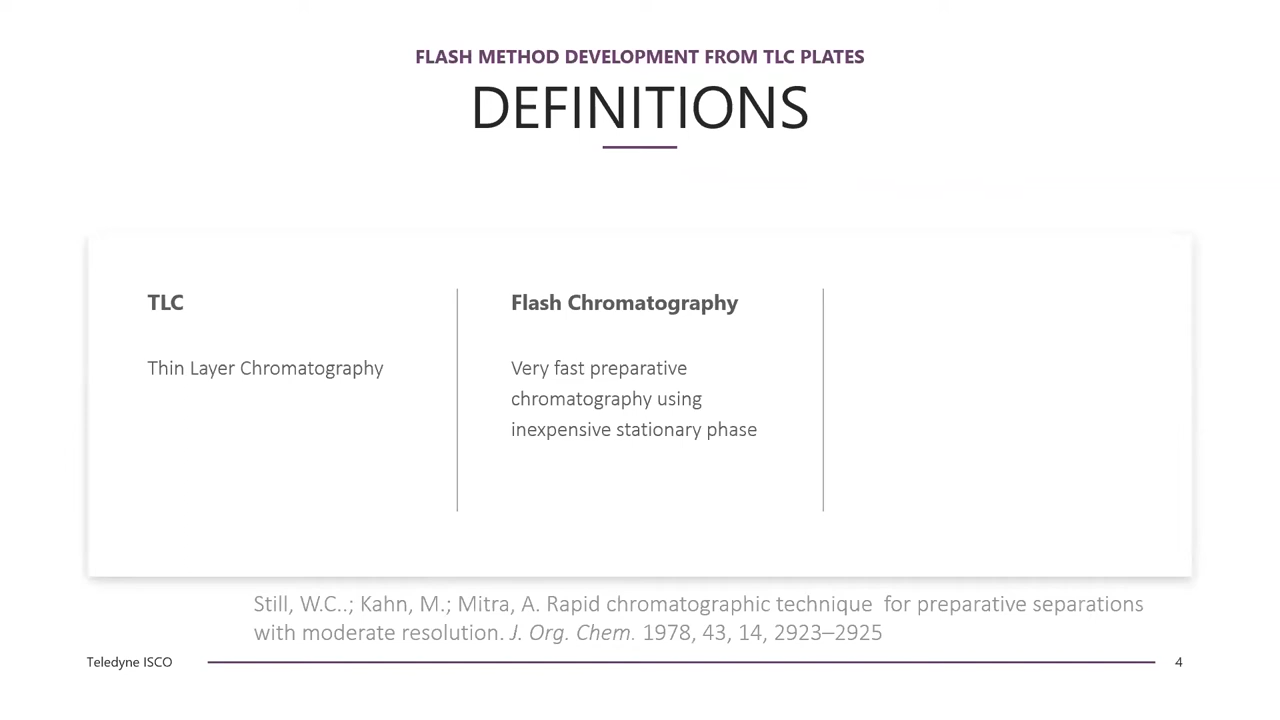 FLASH METHOD DEVELOPMENT FROM TLC PLATES
DEFINITIONS
TLC
Thin Layer Chromatography
Flash Chromatography
Very fast preparative
chromatography using
inexpensive stationary phase
Still, W.C..; Kahn, M.; Mitra, A. Rapid chromatographic technique  for preparative separations
with moderate resolution. J. Org. Chem. 1978, 43, 14, 2923–2925
Teledyne ISCO
4